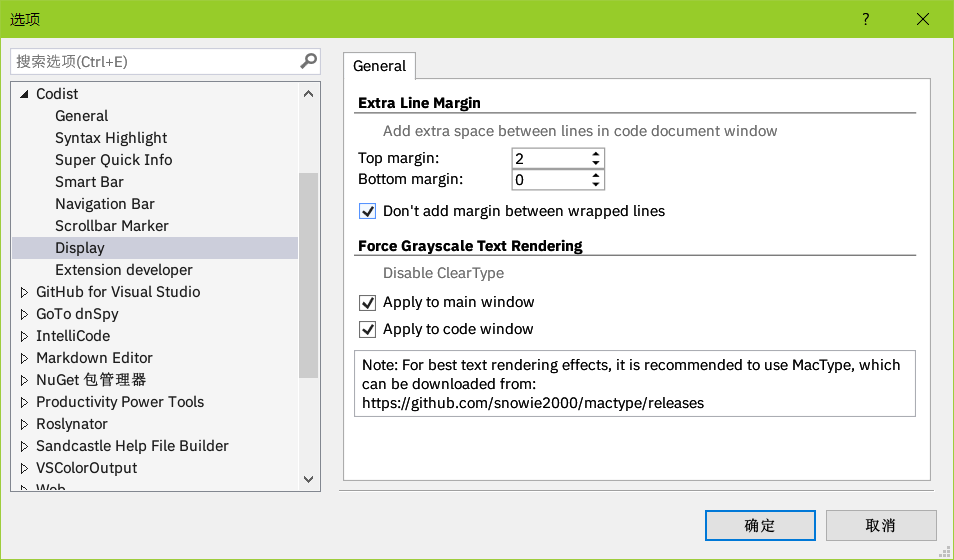 选项
?
搜索选项(Ctrl+E)
Codist
General
Syntax Highlight
Super Quick Info
Smart Bar
Navigation Bar
Scrollbar Marker
Display
Extension developer
GitHub for Visual Studio
GoTo dnSpy
IntelliCode
Markdown Editor
NuGet 包管理器
Productivity Power Tools
Roslynator
Sandcastle Help File Builder
VSColorOutput
Web
General
Extra Line Margin
Add extra space between lines in code document window
Top margin: 2
Bottom margin: 0
Don't add margin between wrapped lines
Force Grayscale Text Rendering
Disable ClearType
Apply to main window
Apply to code window
Note: For best text rendering effects, it is recommended to use MacType, which
can be downloaded from:
https://github.com/snowie2000/mactype/releases
确定 取消